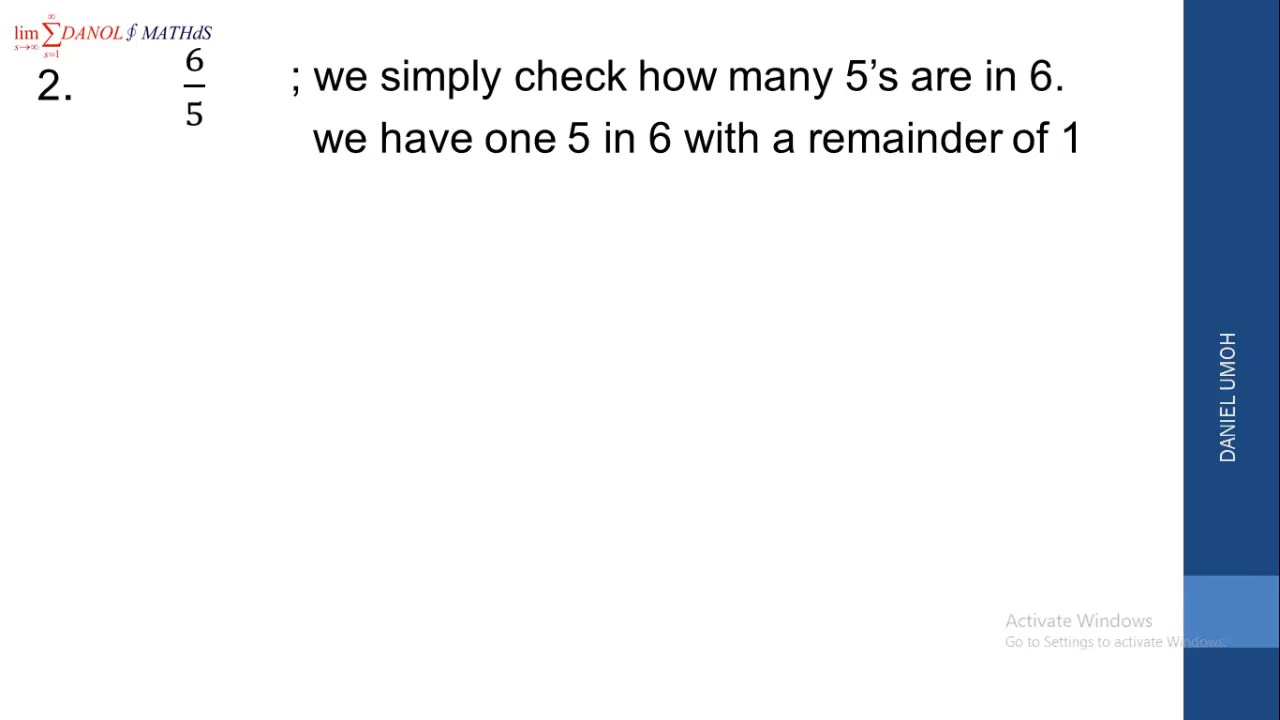 lim s→∞ ∞ ∑ s=1 DANOL ∮ MATHdS
2. 6/5 ; we simply check how many 5’s are in 6.
we have one 5 in 6 with a remainder of 1
DANIEL UMOH
Activate Windows
Go to Settings to activate Windows.